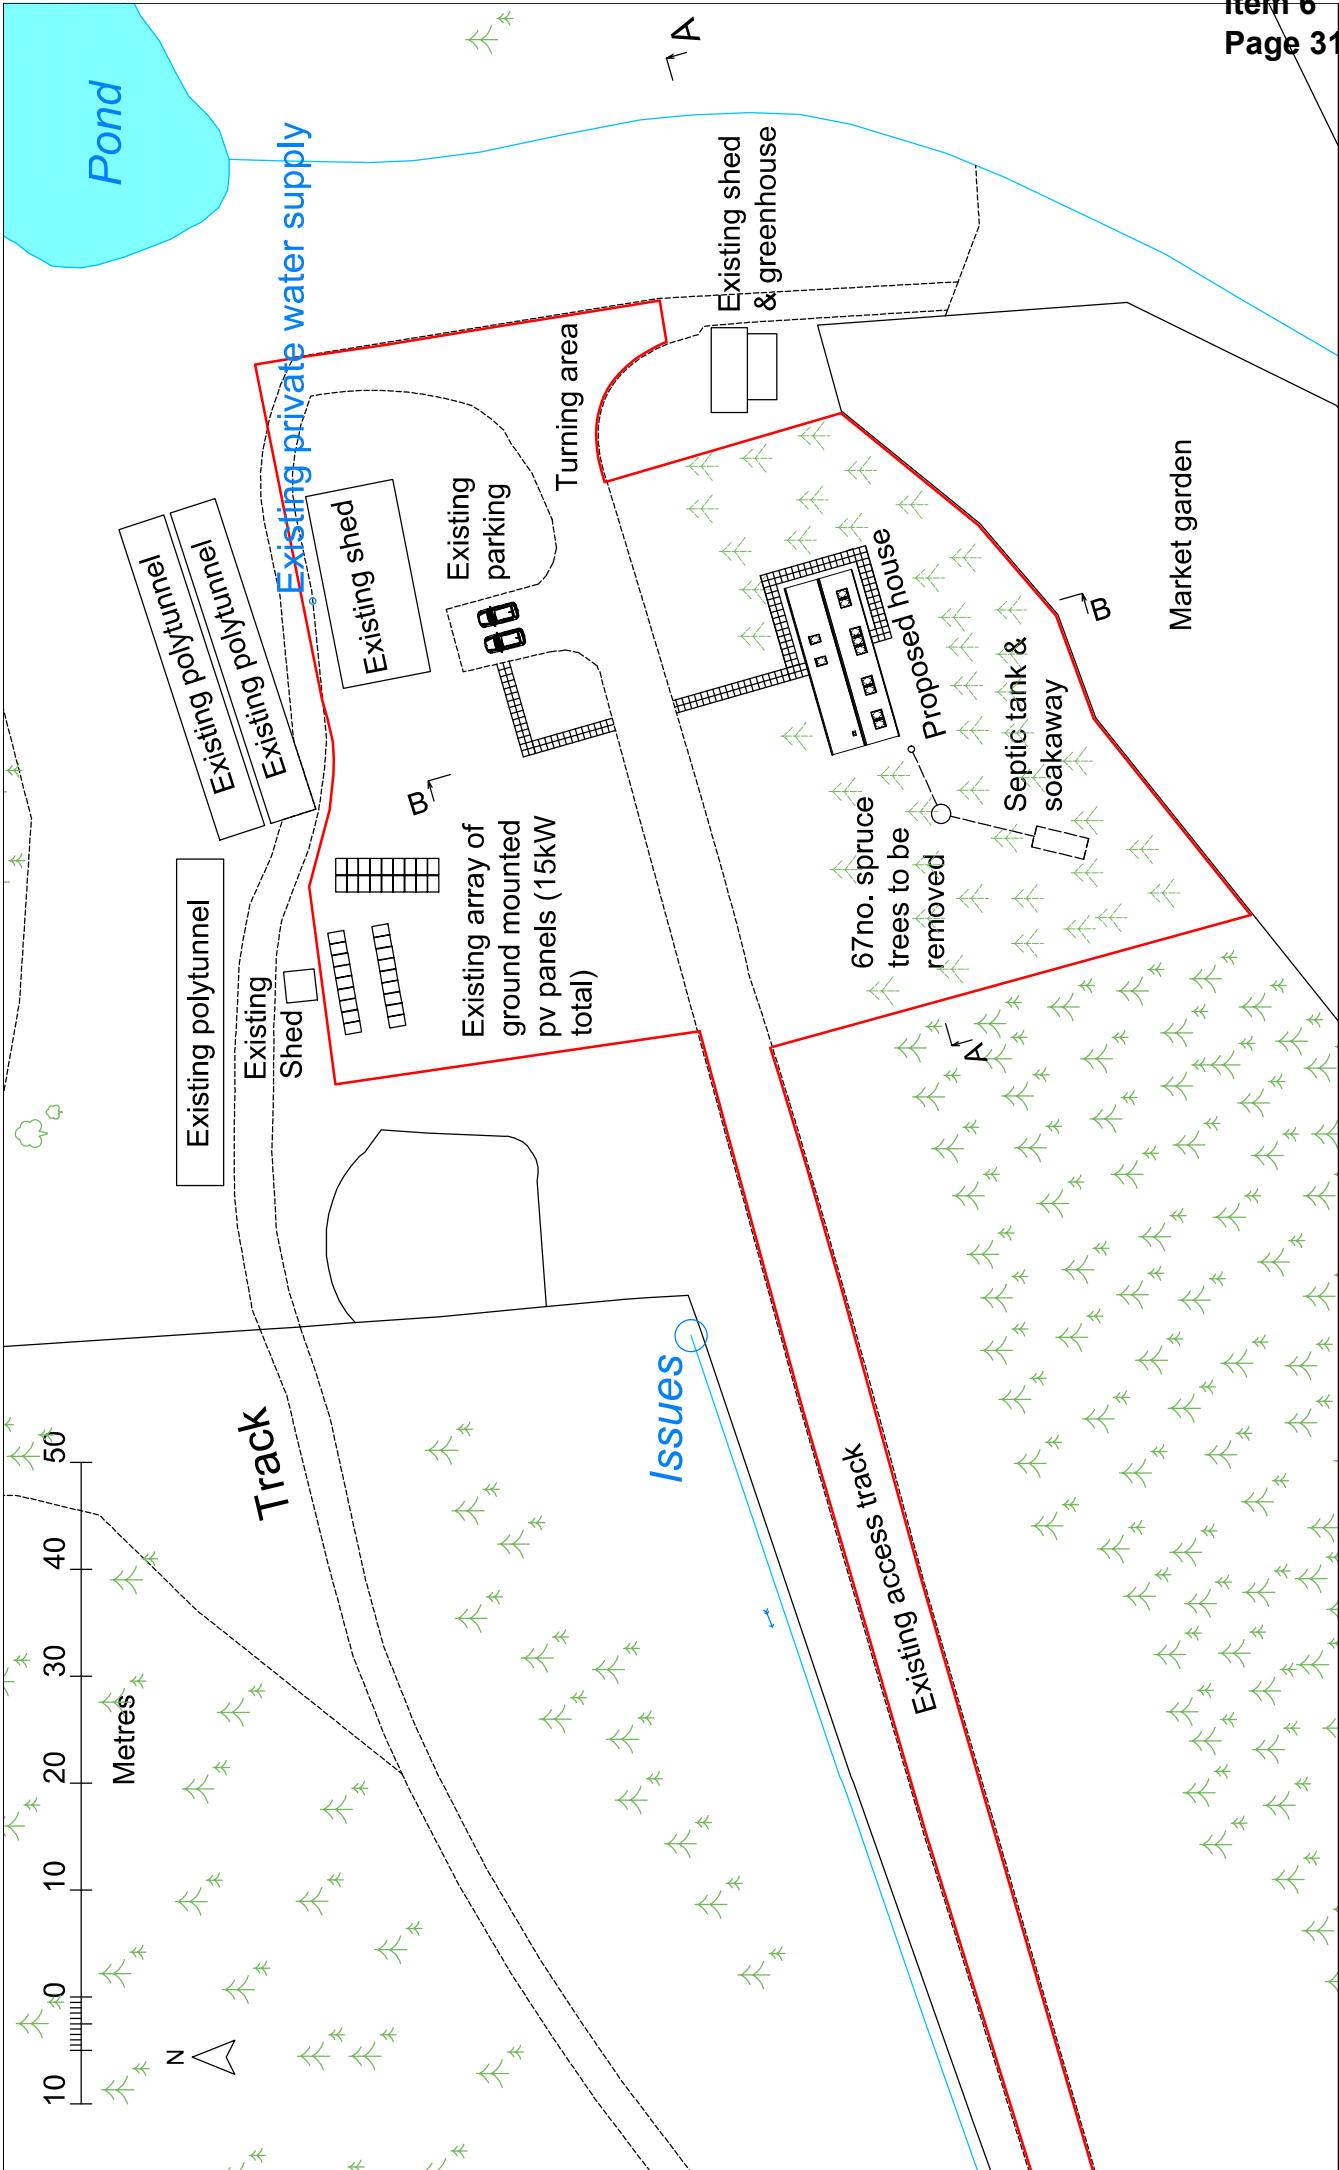 Item 6
Page 31
Pond
A
Existing private water supply
Existing shed
& greenhouse
Turning area
Existing polytunnel
Existing polytunnel
Existing shed
Existing
parking
Market garden
Proposed house
B
Septic tank &
soakaway
B
67no. spruce
trees to be
removed
Existing array of
ground mounted
pv panels (15kW
total)
Existing polytunnel
Existing
Shed
A
Track
Issues
Existing access track
10 0 10 20 30 40 50
Metres
N